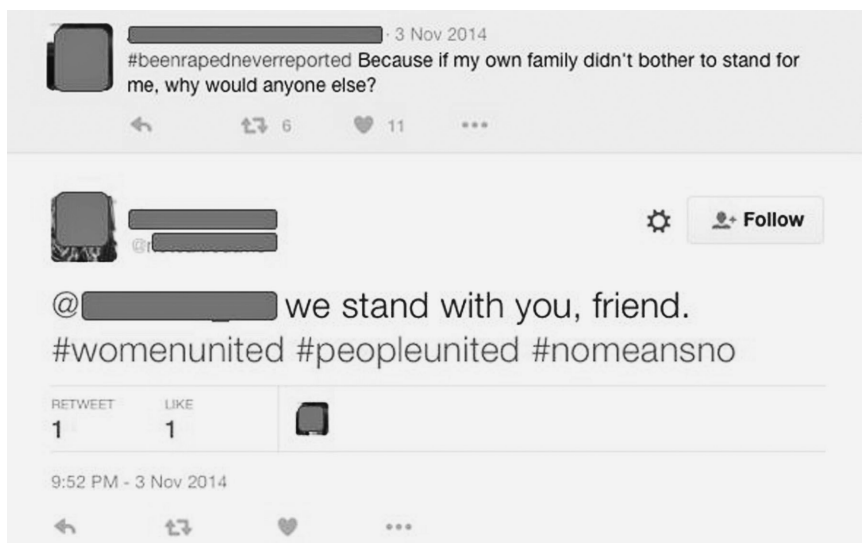 · 3 Nov 2014
#beenrapedneverreported Because if my own family didn't bother to stand for
me, why would anyone else?
6 11
Follow
@ we stand with you, friend.
#womenunited #peopleunited #nomeansno
RETWEET LIKE
1 1
9:52 PM - 3 Nov 2014